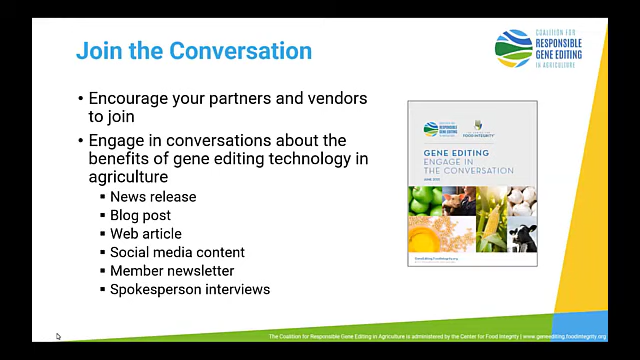 Join the Conversation
COALITION FOR
RESPONSIBLE
GENE EDITING
IN AGRICULTURE
• Encourage your partners and vendors
to join
• Engage in conversations about the
benefits of gene editing technology in
agriculture
▪ News release
▪ Blog post
▪ Web article
▪ Social media content
▪ Member newsletter
▪ Spokesperson interviews
RESPONSIBLE
GENE EDITING
FOOD INTEGRITY
GENE EDITING
ENGAGE IN
THE CONVERSATION
The Coalition for Responsible Gene Editing in Agriculture is administered by the Center for Food Integrity | www.geneediting.foodintegrity.org